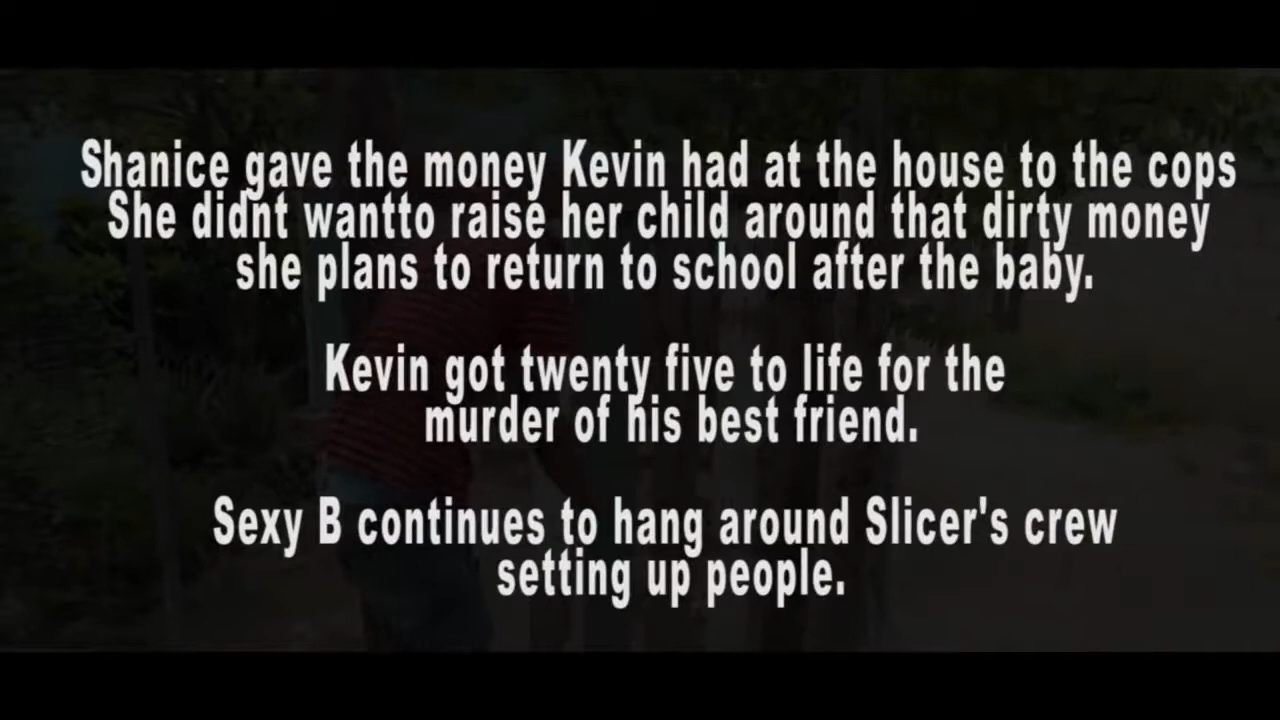 Shanice gave the money Kevin had at the house to the cops
She didnt wantto raise her child around that dirty money
she plans to return to school after the baby.
Kevin got twenty five to life for the
murder of his best friend.
Sexy B continues to hang around Slicer's crew
setting up people.